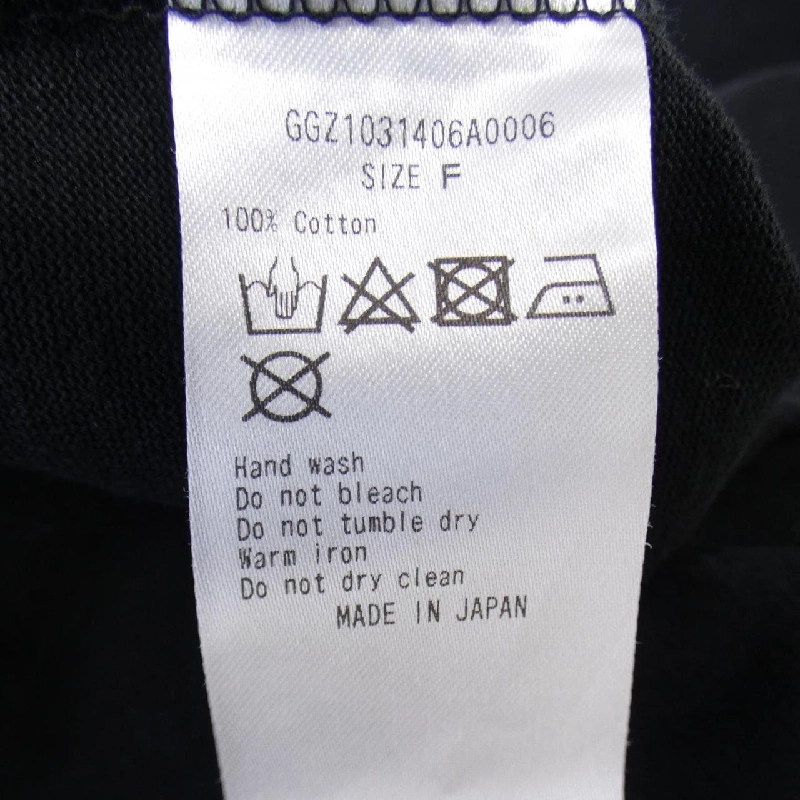 GGZ1031406A0006
SIZE F
100% Cotton
Hand wash
Do not bleach
Do not tumble dry
Warm iron
Do not dry clean
MADE IN JAPAN